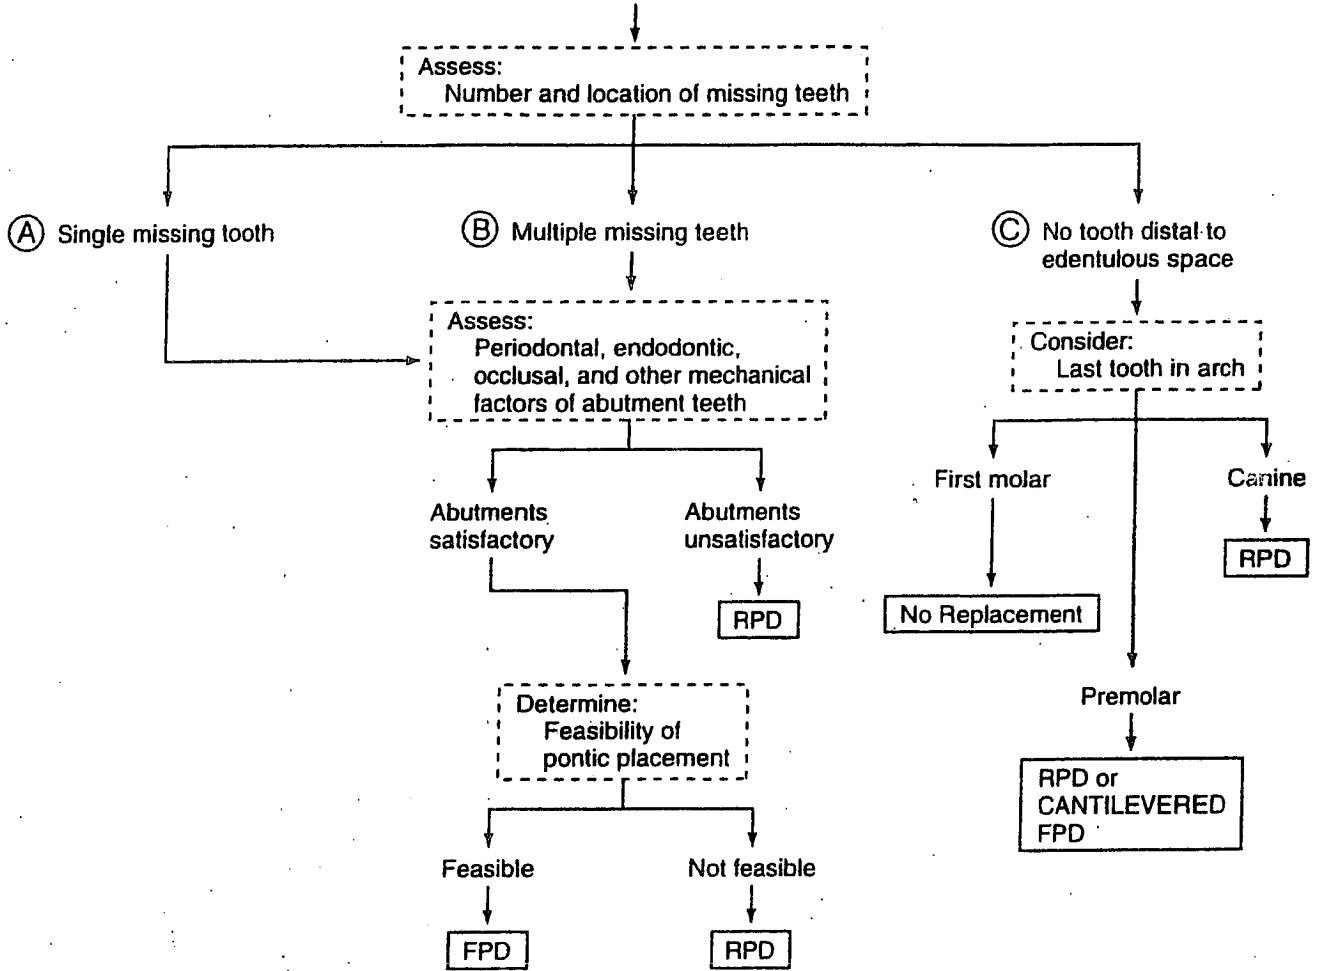 Assess:
Number and location of missing teeth
A Single missing tooth
B Multiple missing teeth
C No tooth distal to
edentulous space
Assess:
Periodontal, endodontic,
occlusal, and other mechanical
factors of abutment teeth
Consider:
Last tooth in arch
Abutments
satisfactory
Abutments
unsatisfactory
RPD
First molar
No Replacement
Canine
RPD
Premolar
RPD or
CANTILEVERED
FPD
Determine:
Feasibility of
pontic placement
Feasible
FPD
Not feasible
RPD